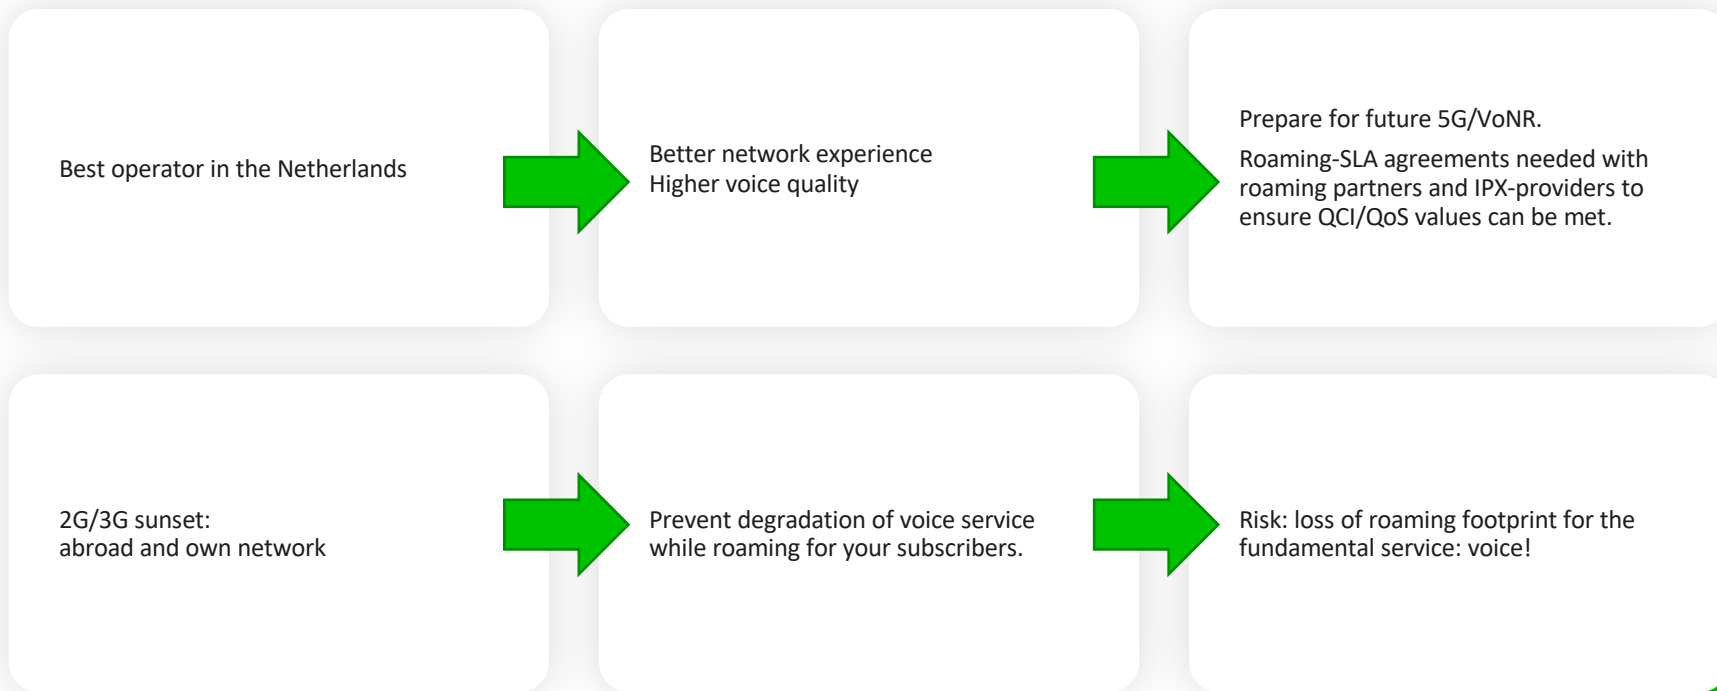 Best operator in the Netherlands
Better network experience
Higher voice quality
Prepare for future 5G/VoNR.
Roaming-SLA agreements needed with
roaming partners and IPX-providers to
ensure QCI/QoS values can be met.
2G/3G sunset:
abroad and own network
Prevent degradation of voice service
while roaming for your subscribers.
Risk: loss of roaming footprint for the
fundamental service: voice!